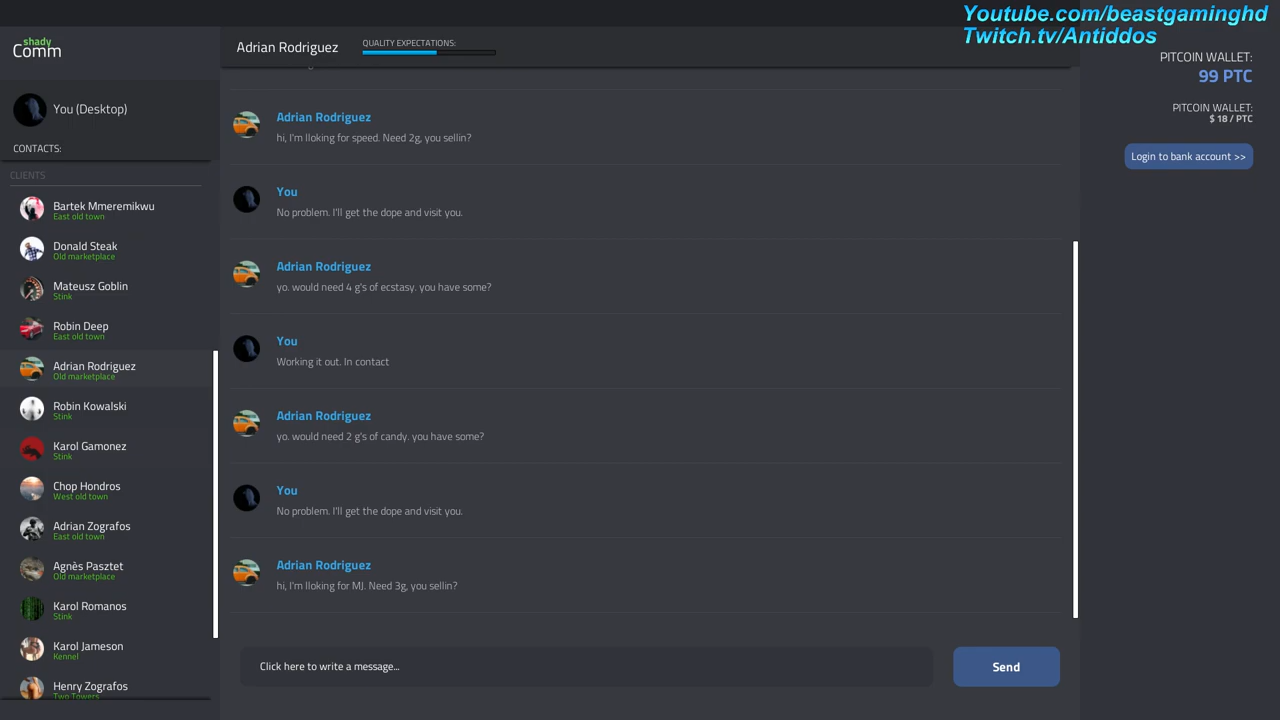 Youtube.com/beastgaminghd
Twitch.tv/Antiddos
shady
Comm
You (Desktop)
CONTACTS:
CLIENTS
Bartek Mmeremikwu
East old town
Donald Steak
Old marketplace
Mateusz Goblin
Stink
Robin Deep
East old town
Adrian Rodriguez
Old marketplace
Robin Kowalski
Stink
Karol Gamonez
Stink
Chop Hondros
West old town
Adrian Zografos
East old town
Agnès Pasztet
Old marketplace
Karol Romanos
Stink
Karol Jameson
Kennel
Henry Zografos
Two Towers
Adrian Rodriguez
QUALITY EXPECTATIONS:
Adrian Rodriguez
hi, I'm lloking for speed. Need 2g, you sellin?
You
No problem. I'll get the dope and visit you.
Adrian Rodriguez
yo. would need 4 g's of ecstasy. you have some?
You
Working it out. In contact
Adrian Rodriguez
yo. would need 2 g's of candy. you have some?
You
No problem. I'll get the dope and visit you.
Adrian Rodriguez
hi, I'm lloking for MJ. Need 3g, you sellin?
Click here to write a message...
Send
PITCOIN WALLET:
99 PTC
PITCOIN WALLET:
$ 18 / PTC
Login to bank account >>